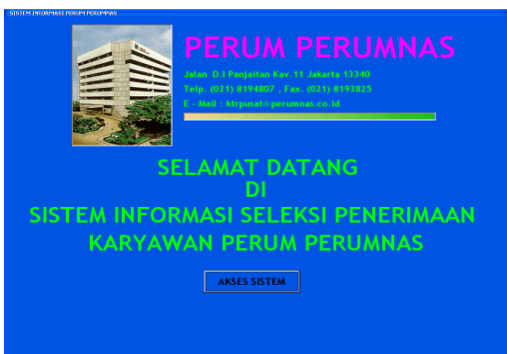 SISTEM INFORMASI PERUM PERUMNAS
PERUM PERUMNAS
Jalan D.I Panjaitan Kav.11 Jakarta 13340
Telp. (021) 8194807 , Fax. (021) 8193825
E - Mail : ktrpusat@perumnas.co.id
SELAMAT DATANG
DI
SISTEM INFORMASI SELEKSI PENERIMAAN
KARYAWAN PERUM PERUMNAS
AKSES SISTEM